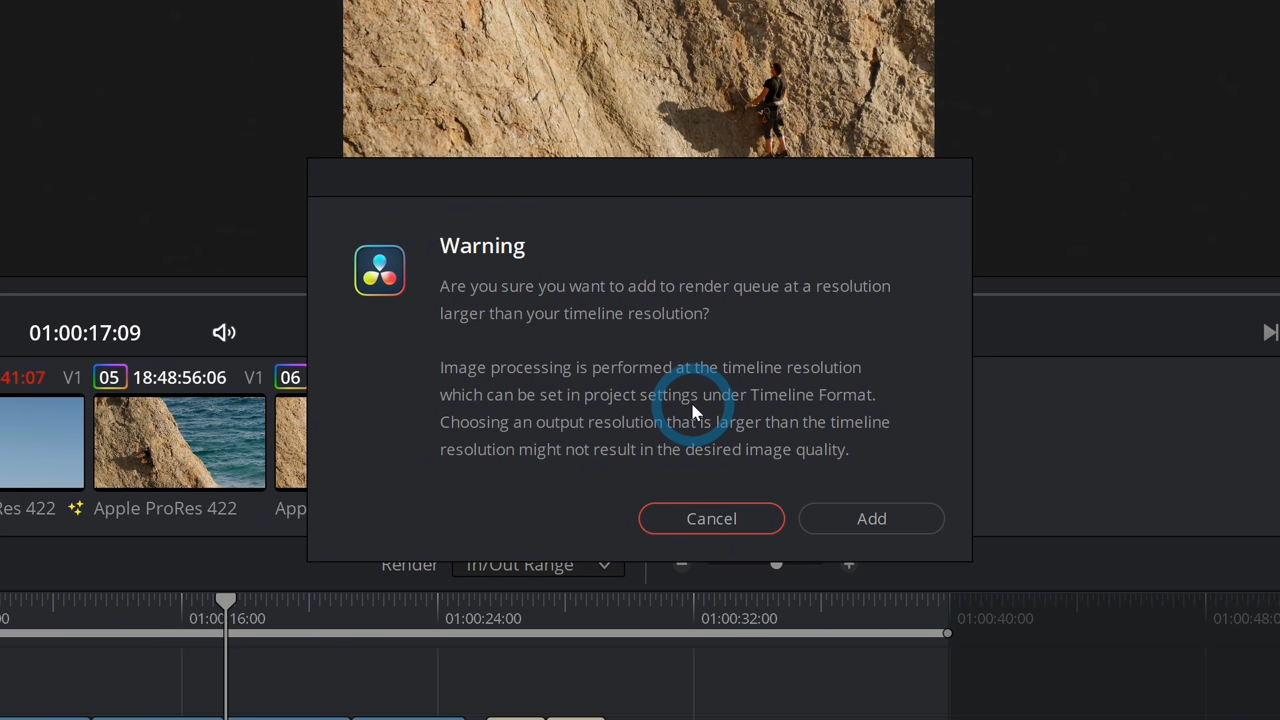 Warning
Are you sure you want to add to render queue at a resolution
larger than your timeline resolution?
Image processing is performed at the timeline resolution
which can be set in project settings under Timeline Format.
Choosing an output resolution that is larger than the timeline
resolution might not result in the desired image quality.
Cancel
Add
01:00:17:09
41:07
V1
05
18:48:56:06
V1
06
Res 422
Apple ProRes 422
App
Render
In/Out Range
0
01:00:16:00
01:00:24:00
01:00:32:00
01:00:40:00
01:00:48:0